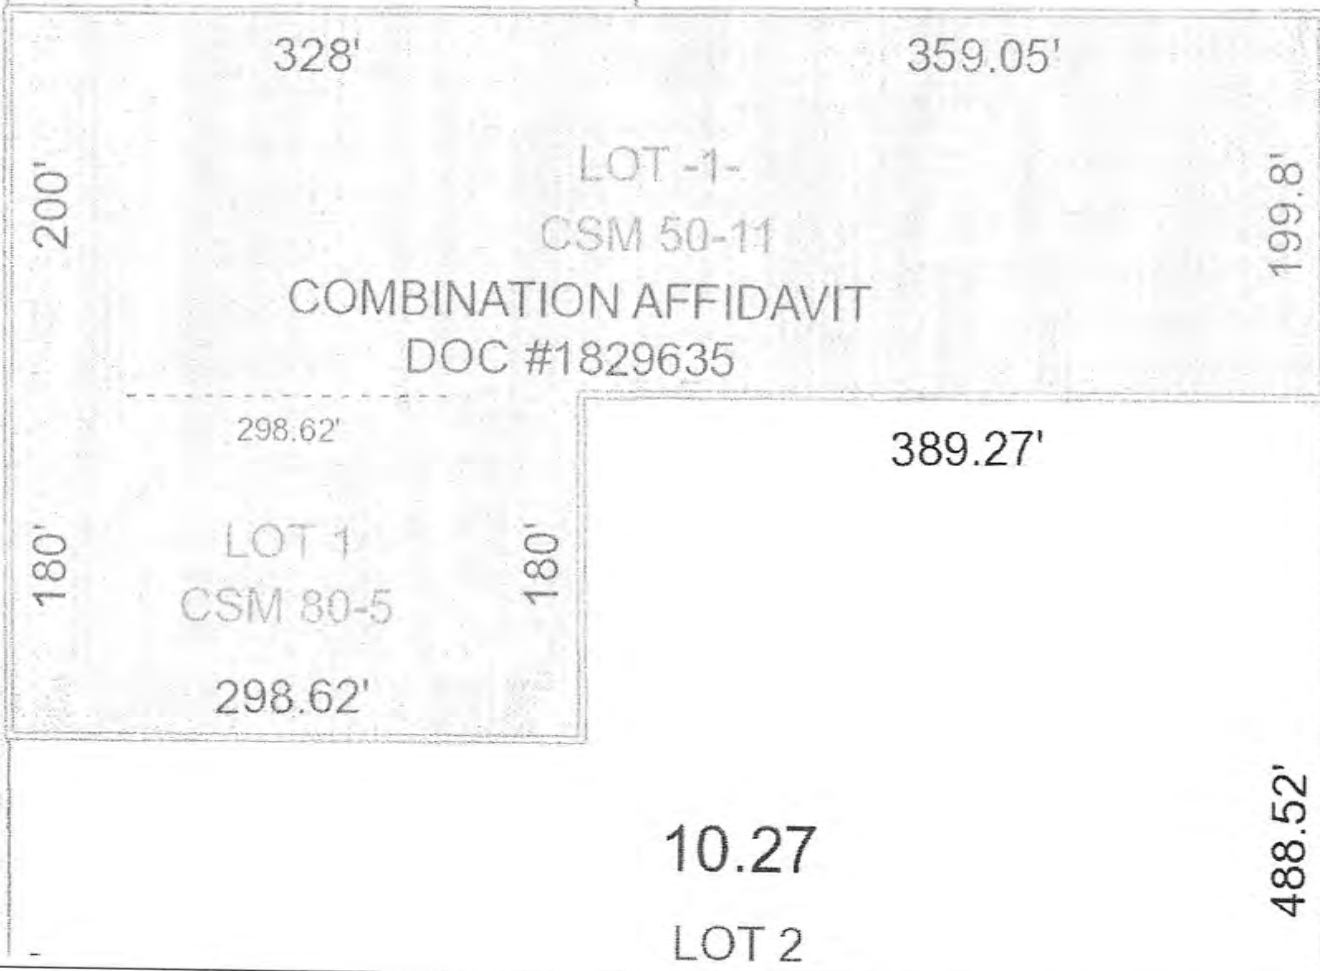 328'
359.05'
200'
LOT -1-
199.8'
CSM 50-11
COMBINATION AFFIDAVIT
DOC #1829635
298.62'
389.27'
180'
LOT 1
180'
CSM 80-5
298.62'
10.27
488.52'
LOT 2